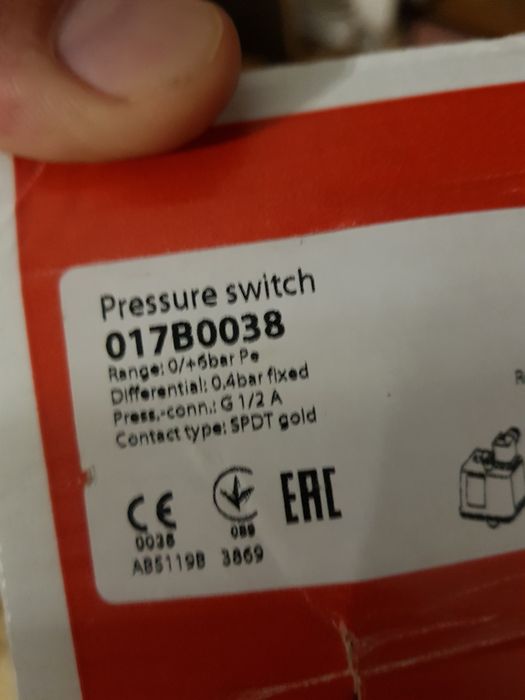 Pressure switch
017B0038
Range: 0/+6bar Pe
Differential: 0,4bar fixed
Press.-conn.: G 1/2 A
Contact type: SPDT gold
CE
EAC
0038
089
AB5119B 3869